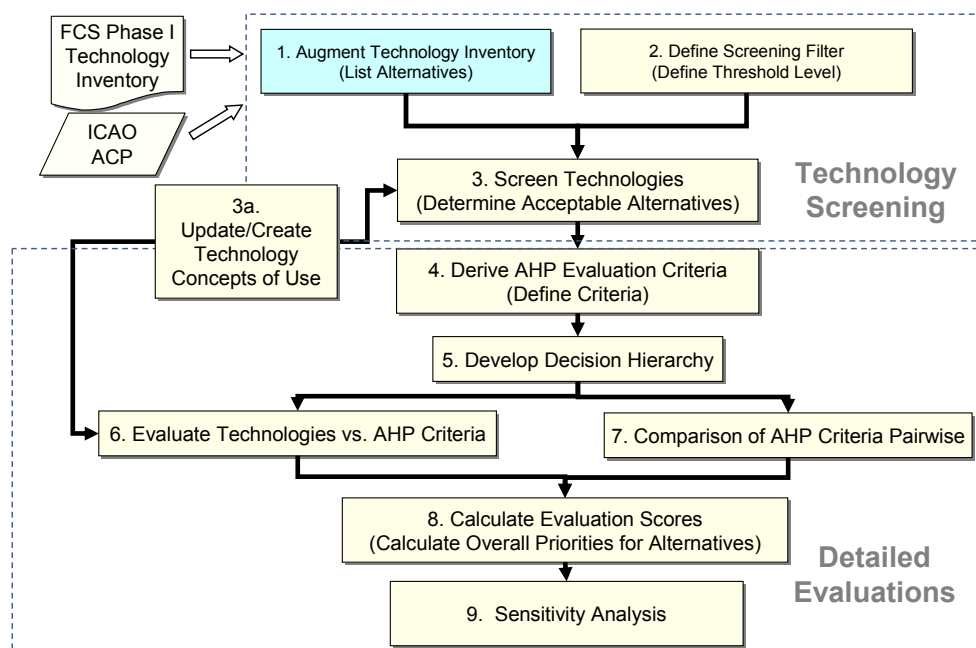 FCS Phase I
Technology
Inventory
1. Augment Technology Inventory
(List Alternatives)
2. Define Screening Filter
(Define Threshold Level)
ICAO
ACP
3. Screen Technologies
(Determine Acceptable Alternatives)
Technology
Screening
3a.
Update/Create
Technology
Concepts of Use
4. Derive AHP Evaluation Criteria
(Define Criteria)
5. Develop Decision Hierarchy
6. Evaluate Technologies vs. AHP Criteria
7. Comparison of AHP Criteria Pairwise
8. Calculate Evaluation Scores
(Calculate Overall Priorities for Alternatives)
Detailed
Evaluations
9. Sensitivity Analysis